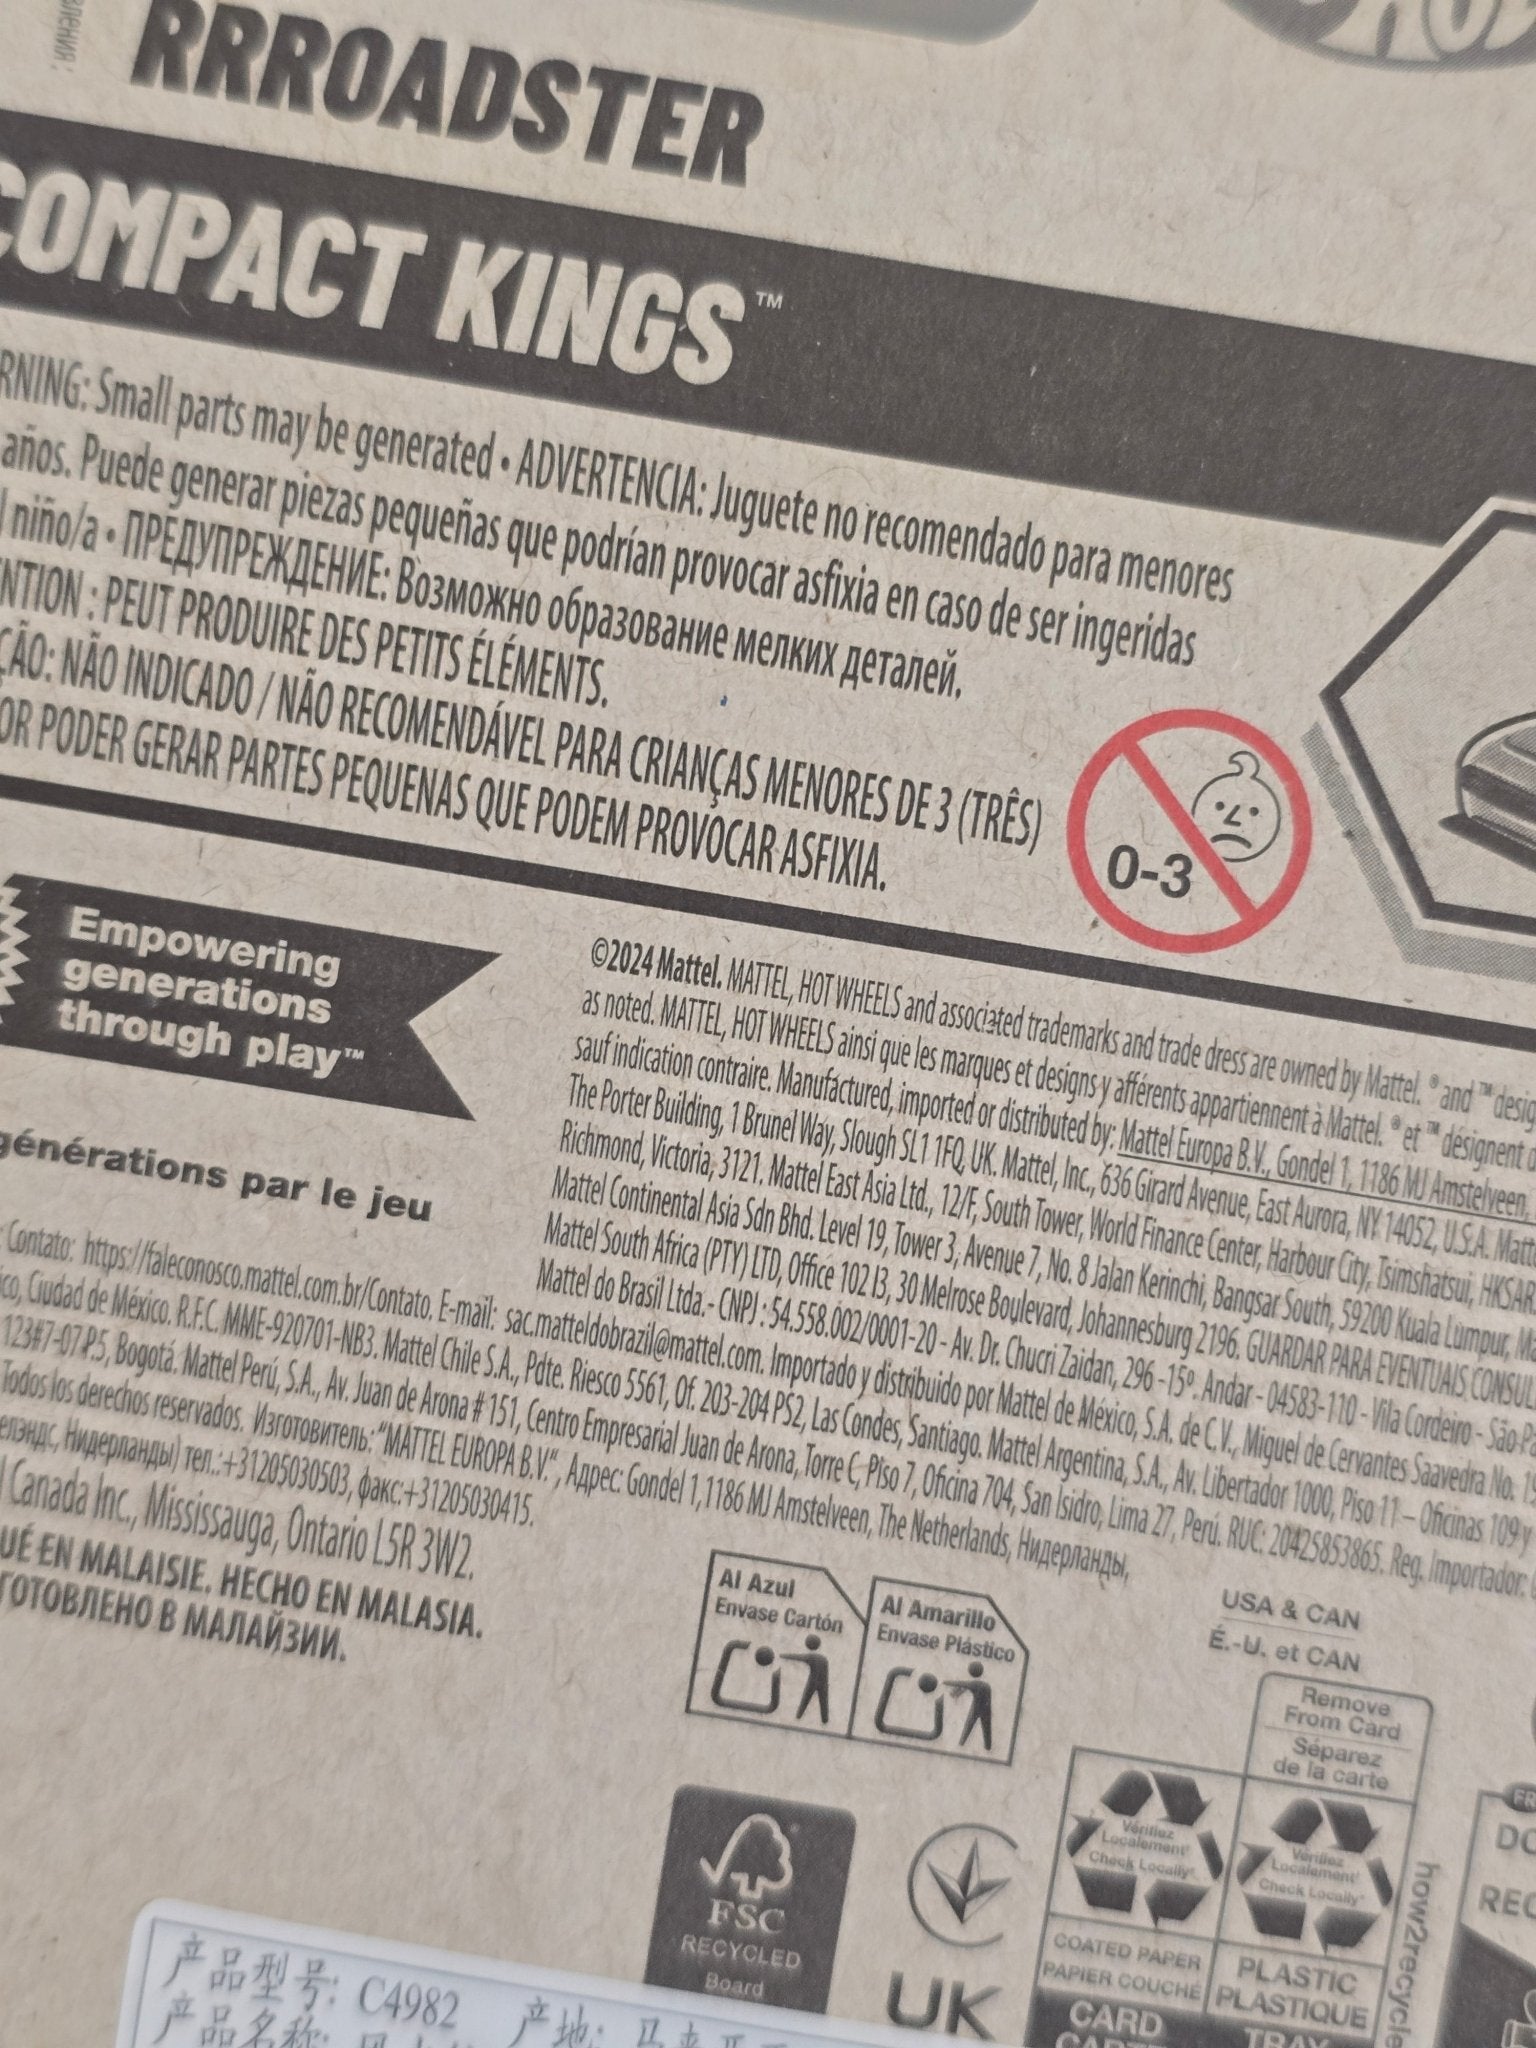 RRROADSTER
COMPACT KINGS™
RNING: Small parts may be generated • ADVERTENCIA: Juguete no recomendado para menores
años. Puede generar piezas pequeñas que podrían provocar asfixia en caso de ser ingeridas
l niño/a • ПРЕДУПРЕЖДЕНИЕ: Возможно образование мелких деталей.
NTION : PEUT PRODUIRE DES PETITS ÉLÉMENTS.
ÇÃO: NÃO INDICADO / NÃO RECOMENDÁVEL PARA CRIANÇAS MENORES DE 3 (TRÊS)
OR PODER GERAR PARTES PEQUENAS QUE PODEM PROVOCAR ASFIXIA.
0-3
Empowering
generations
through play™
générations par le jeu
©2024 Mattel. MATTEL, HOT WHEELS and associated trademarks and trade dress are owned by Mattel. ® and ™ desig
as noted. MATTEL, HOT WHEELS ainsi que les marques et designs y afférents appartiennent à Mattel. ® et ™ désignent
sauf indication contraire. Manufactured, imported or distributed by: Mattel Europa B.V., Gondel 1, 1186 MJ Amstelveen,
The Porter Building, 1 Brunel Way, Slough SL1 1FQ, UK. Mattel, Inc., 636 Girard Avenue, East Aurora, NY 14052, U.S.A. Matt
Richmond, Victoria, 3121. Mattel East Asia Ltd., 12/F, South Tower, World Finance Center, Harbour City, Tsimshatsui, HKSAR
Mattel Continental Asia Sdn Bhd. Level 19, Tower 3, Avenue 7, No. 8 Jalan Kerinchi, Bangsar South, 59200 Kuala Lumpur, Ma
Mattel South Africa (PTY) LTD, Office 102 I3, 30 Melrose Boulevard, Johannesburg 2196. GUARDAR PARA EVENTUAIS CONSUL
Mattel do Brasil Ltda.- CNPJ : 54.558.002/0001-20 - Av. Dr. Chucri Zaidan, 296 -15º. Andar - 04583-110 - Vila Cordeiro - São Pa
: Contato: https://faleconosco.mattel.com.br/Contato. E-mail: sac.matteldobrazil@mattel.com. Importado y distribuido por Mattel de México, S.A. de C.V., Miguel de Cervantes Saavedra No. 19
ico, Ciudad de México. R.F.C. MME-920701-NB3. Mattel Chile S.A., Pdte. Riesco 5561, Of. 203-204 PS2, Las Condes, Santiago. Mattel Argentina, S.A., Av. Libertador 1000, Piso 11 – Oficinas 109 y
123#7-07 P.5, Bogotá. Mattel Perú, S.A., Av. Juan de Arona # 151, Centro Empresarial Juan de Arona, Torre C, Piso 7, Oficina 704, San Isidro, Lima 27, Perú. RUC: 20425853865. Reg. Importador:
Todos los derechos reservados. Изготовитель: "MATTEL EUROPA B.V.", Адрес: Gondel 1, 1186 MJ Amstelveen, The Netherlands, Нидерланды,
елэндс, Нидерланды) тел.:+31205030503, факс:+31205030415.
l Canada Inc., Mississauga, Ontario L5R 3W2.
UÉ EN MALAISIE. HECHO EN MALASIA.
ГОТОВЛЕНО В МАЛАЙЗИИ.
Al Azul
Envase Cartón
Al Amarillo
Envase Plástico
USA & CAN
É.-U. et CAN
Remove
From Card
Séparez
de la carte
Vérifiez
Localement
Check Locally
Vérifiez
Localement
Check Locally
COATED PAPER
PAPIER COUCHÉ
CARD
PLASTIC
PLASTIQUE
TRAY
how2recycle
FSC
RECYCLED
Board
UK
FR
REC
产品型号: C4982
产品名称:
产地: 马来西